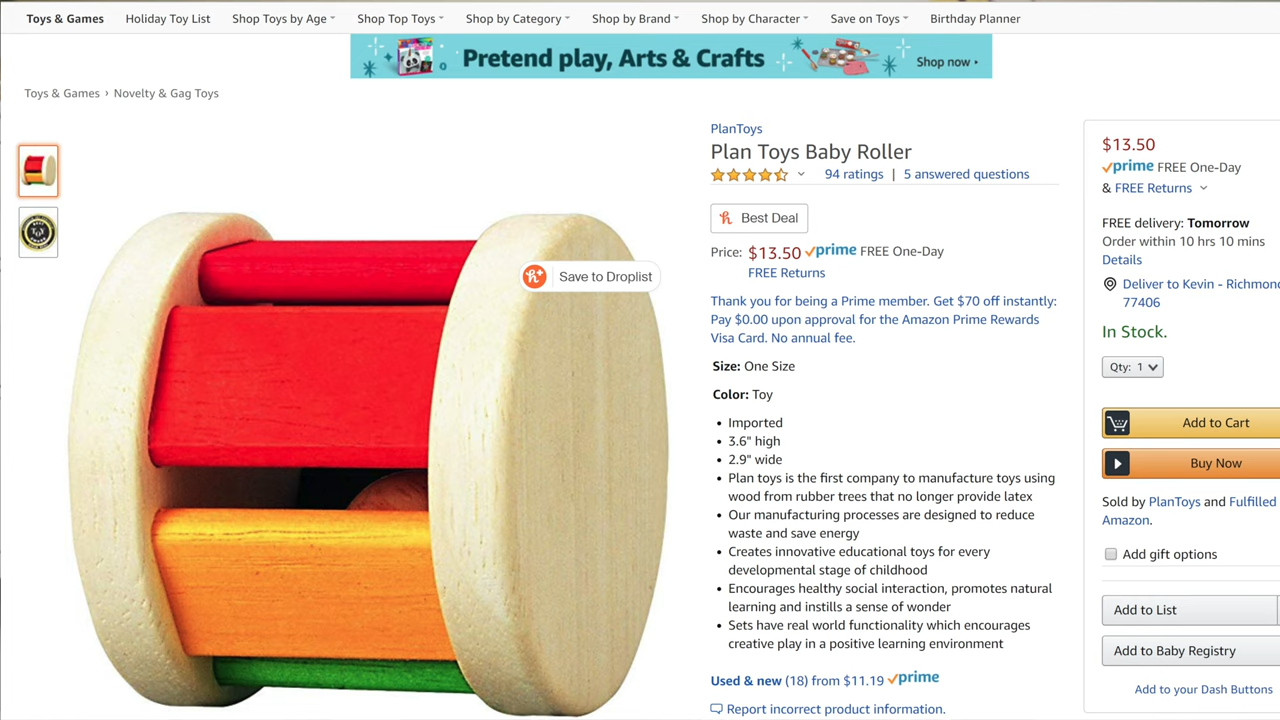 Toys & Games Holiday Toy List Shop Toys by Age Shop Top Toys Shop by Category Shop by Brand Shop by Character Save on Toys Birthday Planner
Pretend play, Arts & Crafts Shop now
Toys & Games › Novelty & Gag Toys
PlanToys
Plan Toys Baby Roller
94 ratings | 5 answered questions
Best Deal
Price: $13.50 prime FREE One-Day
FREE Returns
Save to Droplist
Thank you for being a Prime member. Get $70 off instantly:
Pay $0.00 upon approval for the Amazon Prime Rewards
Visa Card. No annual fee.
Size: One Size
Color: Toy
• Imported
• 3.6" high
• 2.9" wide
• Plan toys is the first company to manufacture toys using
wood from rubber trees that no longer provide latex
• Our manufacturing processes are designed to reduce
waste and save energy
• Creates innovative educational toys for every
developmental stage of childhood
• Encourages healthy social interaction, promotes natural
learning and instills a sense of wonder
• Sets have real world functionality which encourages
creative play in a positive learning environment
Used & new (18) from $11.19 prime
Report incorrect product information.
$13.50
prime FREE One-Day
& FREE Returns
FREE delivery: Tomorrow
Order within 10 hrs 10 mins
Details
Deliver to Kevin - Richmond
77406
In Stock.
Qty: 1
Add to Cart
Buy Now
Sold by PlanToys and Fulfilled
Amazon.
Add gift options
Add to List
Add to Baby Registry
Add to your Dash Buttons